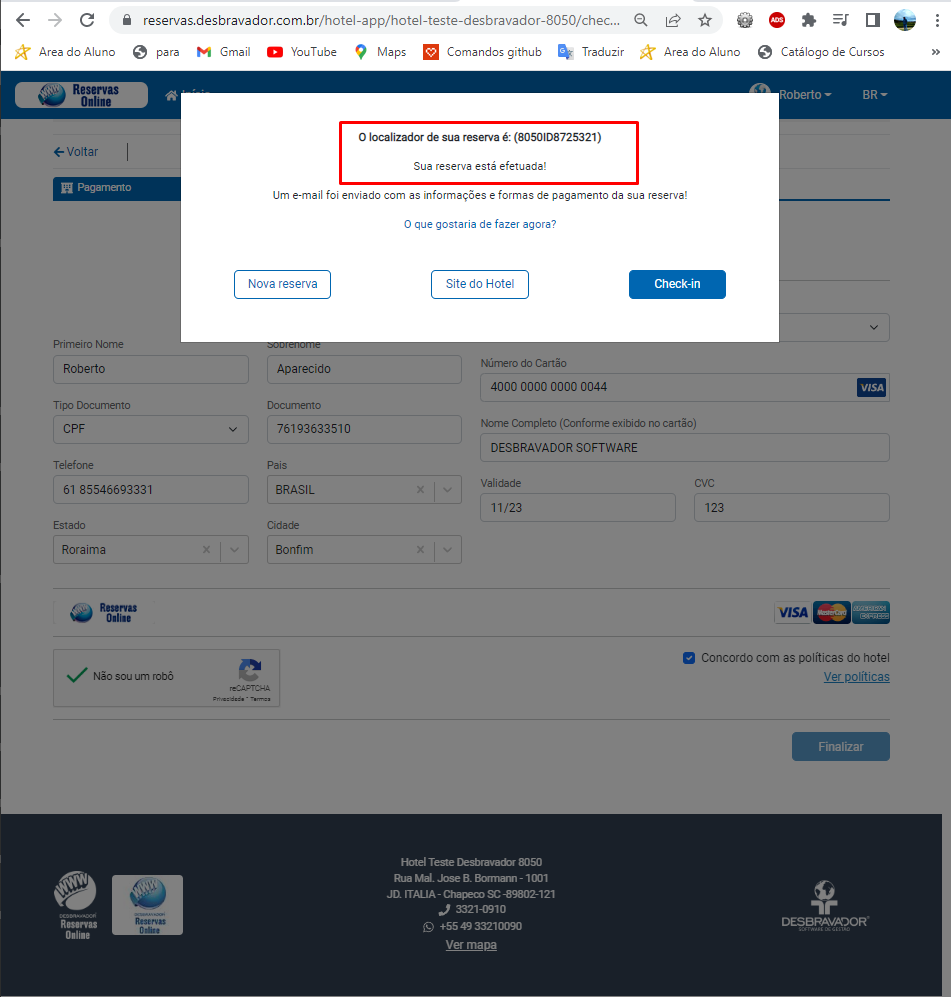 reservas.desbravador.com.br/hotel-app/hotel-teste-desbravador-8050/chec...
ADS
Area do Aluno
para
Gmail
YouTube
Maps
Comandos github
Traduzir
Area do Aluno
Catálogo de Cursos
»
Reservas
Online
Início
Roberto
BR
O localizador de sua reserva é: (8050ID8725321)
Sua reserva está efetuada!
Um e-mail foi enviado com as informações e formas de pagamento da sua reserva!
O que gostaria de fazer agora?
Nova reserva
Site do Hotel
Check-in
Voltar
Pagamento
Primeiro Nome
Sobrenome
Roberto
Aparecido
Número do Cartão
4000 0000 0000 0044
VISA
Tipo Documento
Documento
CPF
76193633510
Nome Completo (Conforme exibido no cartão)
DESBRAVADOR SOFTWARE
Telefone
Pais
61 85546693331
BRASIL
Validade
CVC
11/23
123
Estado
Cidade
Roraima
Bonfim
Reservas
Online
VISA
MasterCard
AMERICAN EXPRESS
Não sou um robô
reCAPTCHA
Privacidade - Termos
Concordo com as políticas do hotel
Ver políticas
Finalizar
Hotel Teste Desbravador 8050
Rua Mal. Jose B. Bormann - 1001
JD. ITALIA - Chapeco SC -89802-121
3321-0910
+55 49 33210090
Ver mapa
WWW
DESBRAVADOR
Reservas
Online
WWW
DESBRAVADOR
Reservas
Online
DESBRAVADOR
SOFTWARE DE GESTÃO